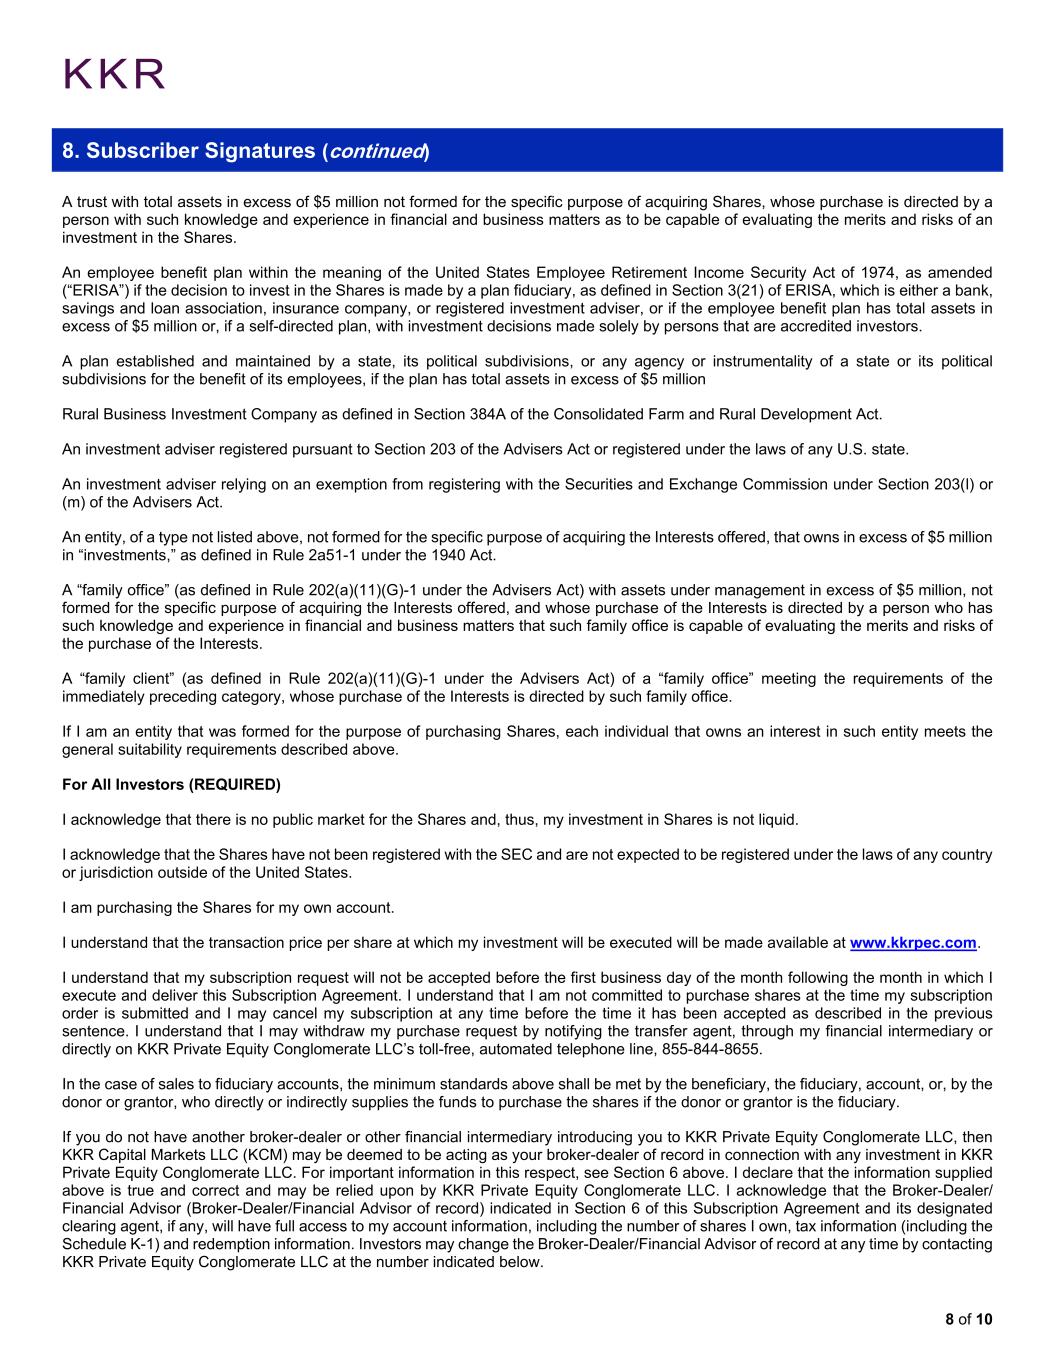 KKR
8. Subscriber Signatures (continued)
A trust with total assets in excess of $5 million not formed for the specific purpose of acquiring Shares, whose purchase is directed by a
person with such knowledge and experience in financial and business matters as to be capable of evaluating the merits and risks of an
investment in the Shares.
An employee benefit plan within the meaning of the United States Employee Retirement Income Security Act of 1974, as amended
(“ERISA”) if the decision to invest in the Shares is made by a plan fiduciary, as defined in Section 3(21) of ERISA, which is either a bank,
savings and loan association, insurance company, or registered investment adviser, or if the employee benefit plan has total assets in
excess of $5 million or, if a self-directed plan, with investment decisions made solely by persons that are accredited investors.
A plan established and maintained by a state, its political subdivisions, or any agency or instrumentality of a state or its political
subdivisions for the benefit of its employees, if the plan has total assets in excess of $5 million
Rural Business Investment Company as defined in Section 384A of the Consolidated Farm and Rural Development Act.
An investment adviser registered pursuant to Section 203 of the Advisers Act or registered under the laws of any U.S. state.
An investment adviser relying on an exemption from registering with the Securities and Exchange Commission under Section 203(l) or
(m) of the Advisers Act.
An entity, of a type not listed above, not formed for the specific purpose of acquiring the Interests offered, that owns in excess of $5 million
in “investments,” as defined in Rule 2a51-1 under the 1940 Act.
A “family office” (as defined in Rule 202(a)(11)(G)-1 under the Advisers Act) with assets under management in excess of $5 million, not
formed for the specific purpose of acquiring the Interests offered, and whose purchase of the Interests is directed by a person who has
such knowledge and experience in financial and business matters that such family office is capable of evaluating the merits and risks of
the purchase of the Interests.
A “family client” (as defined in Rule 202(a)(11)(G)-1 under the Advisers Act) of a “family office” meeting the requirements of the
immediately preceding category, whose purchase of the Interests is directed by such family office.
If I am an entity that was formed for the purpose of purchasing Shares, each individual that owns an interest in such entity meets the
general suitability requirements described above.
For All Investors (REQUIRED)
I acknowledge that there is no public market for the Shares and, thus, my investment in Shares is not liquid.
I acknowledge that the Shares have not been registered with the SEC and are not expected to be registered under the laws of any country
or jurisdiction outside of the United States.
I am purchasing the Shares for my own account.
I understand that the transaction price per share at which my investment will be executed will be made available at www.kkrpec.com.
I understand that my subscription request will not be accepted before the first business day of the month following the month in which I
execute and deliver this Subscription Agreement. I understand that I am not committed to purchase shares at the time my subscription
order is submitted and I may cancel my subscription at any time before the time it has been accepted as described in the previous
sentence. I understand that I may withdraw my purchase request by notifying the transfer agent, through my financial intermediary or
directly on KKR Private Equity Conglomerate LLC’s toll-free, automated telephone line, 855-844-8655.
In the case of sales to fiduciary accounts, the minimum standards above shall be met by the beneficiary, the fiduciary, account, or, by the
donor or grantor, who directly or indirectly supplies the funds to purchase the shares if the donor or grantor is the fiduciary.
If you do not have another broker-dealer or other financial intermediary introducing you to KKR Private Equity Conglomerate LLC, then
KKR Capital Markets LLC (KCM) may be deemed to be acting as your broker-dealer of record in connection with any investment in KKR
Private Equity Conglomerate LLC. For important information in this respect, see Section 6 above. I declare that the information supplied
above is true and correct and may be relied upon by KKR Private Equity Conglomerate LLC. I acknowledge that the Broker-Dealer/
Financial Advisor (Broker-Dealer/Financial Advisor of record) indicated in Section 6 of this Subscription Agreement and its designated
clearing agent, if any, will have full access to my account information, including the number of shares I own, tax information (including the
Schedule K-1) and redemption information. Investors may change the Broker-Dealer/Financial Advisor of record at any time by contacting
KKR Private Equity Conglomerate LLC at the number indicated below.
8 of 10